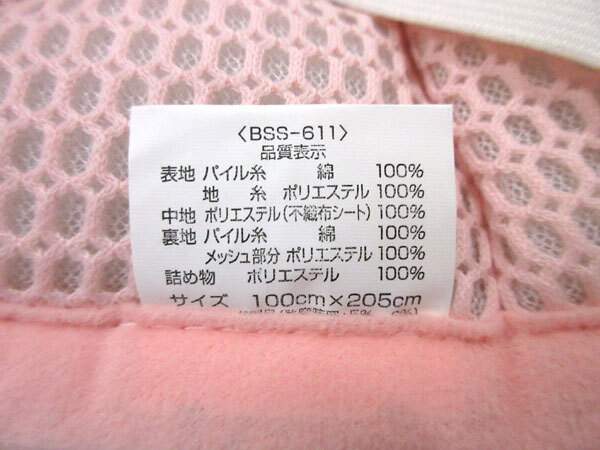 〈BSS-611〉
品質表示
表地 パイル糸 綿 100%
地 糸 ポリエステル 100%
中地 ポリエステル(不織布シート) 100%
裏地 パイル糸 綿 100%
メッシュ部分 ポリエステル 100%
詰め物 ポリエステル 100%
サイズ 100cm×205cm